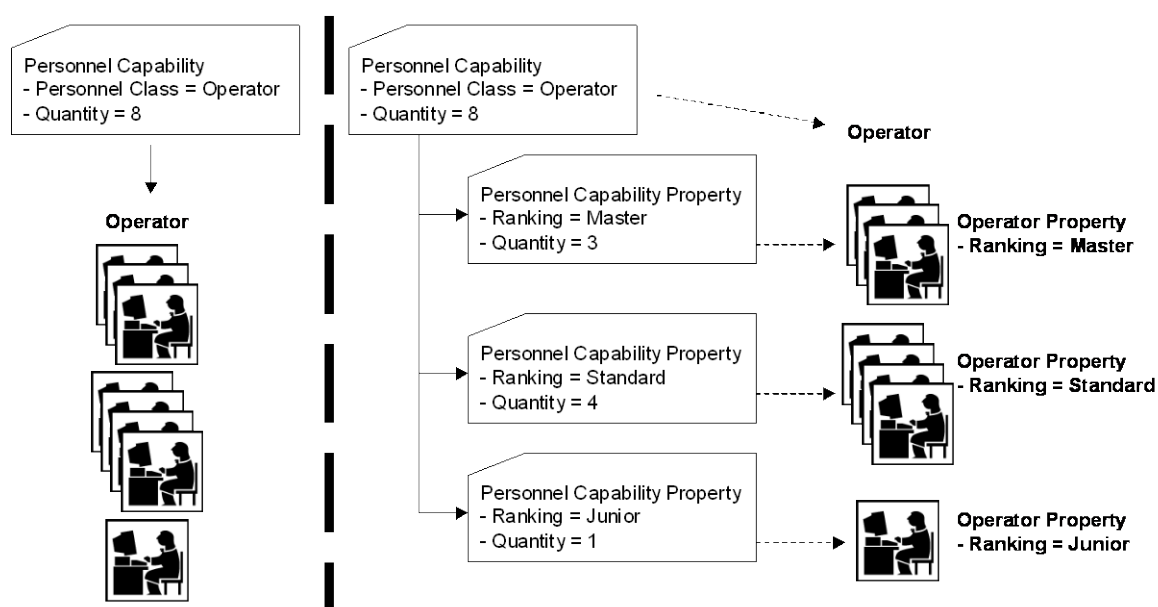 Personnel Capability
- Personnel Class = Operator
- Quantity = 8
Operator
Personnel Capability
- Personnel Class = Operator
- Quantity = 8
Operator
Personnel Capability Property
- Ranking = Master
- Quantity = 3
Operator Property
- Ranking = Master
Personnel Capability Property
- Ranking = Standard
- Quantity = 4
Operator Property
- Ranking = Standard
Personnel Capability Property
- Ranking = Junior
- Quantity = 1
Operator Property
- Ranking = Junior